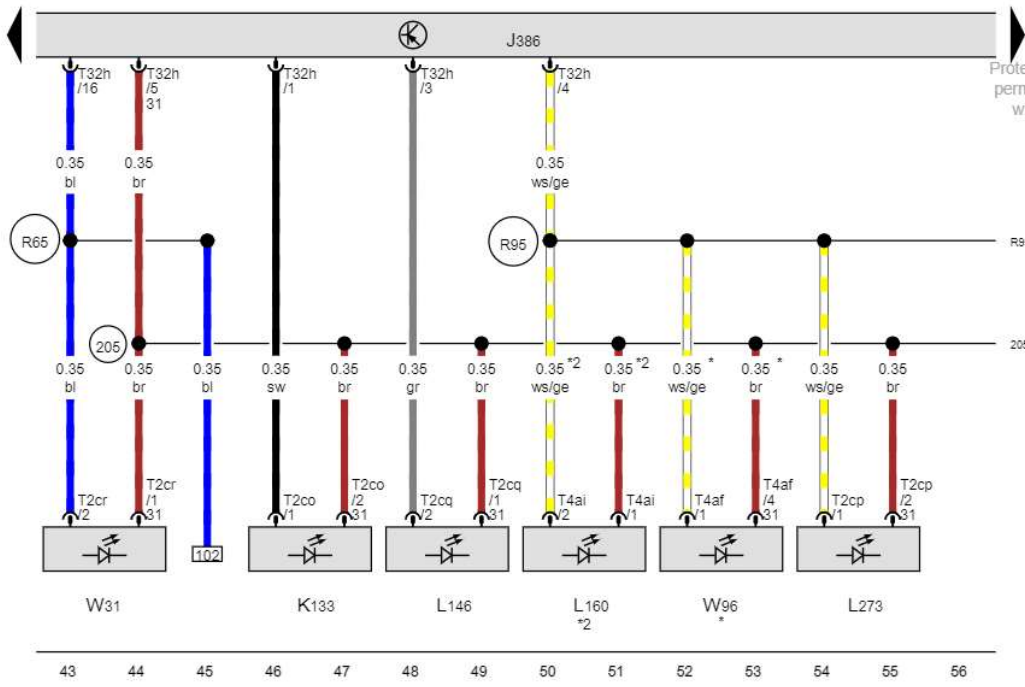 J386
T32h
/16
T32h
/5
31
T32h
/1
T32h
/3
T32h
/4
Prote
perm
w
0.35
bl
0.35
br
0.35
ws/ge
R65
R95
R9
205
205
0.35
bl
0.35
br
0.35
bl
0.35
sw
0.35
br
0.35
gr
0.35
br
0.35 *2
ws/ge
0.35 *2
br
0.35 *
ws/ge
0.35 *
br
0.35
ws/ge
0.35
br
T2cr
/2
T2cr
/1
31
T2co
/1
T2co
/2
31
T2cq
/2
T2cq
/1
31
T4ai
/2
T4ai
/1
T4af
/1
T4af
/4
31
T2cp
/1
T2cp
/2
31
102
W31
K133
L146
L160
*2
W96
*
L273
43 44 45 46 47 48 49 50 51 52 53 54 55 56